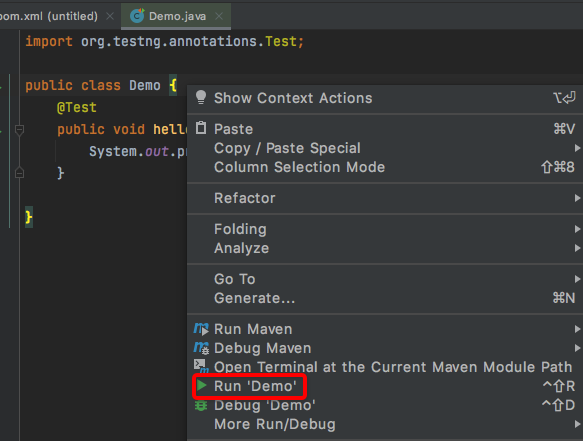 pom.xml (untitled) × Demo.java ×
import org.testng.annotations.Test;
public class Demo {
@Test
public void hello
System.out.pr
}
}
Show Context Actions ⌥⏎
Paste ⌘V
Copy / Paste Special
Column Selection Mode ⇧⌘8
Refactor
Folding
Analyze
Go To
Generate... ⌘N
Run Maven
Debug Maven
Open Terminal at the Current Maven Module Path
Run 'Demo' ^⇧R
Debug 'Demo' ^⇧D
More Run/Debug